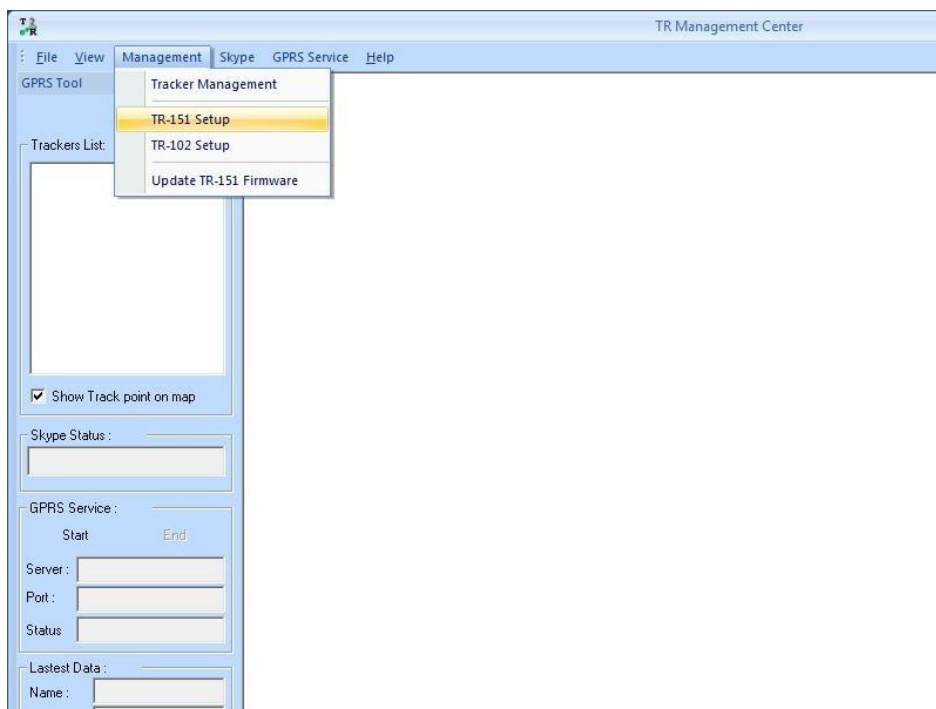 TR Management Center
File View Management Skype GPRS Service Help
GPRS Tool
Tracker Management
TR-151 Setup
TR-102 Setup
Update TR-151 Firmware
Trackers List:
Show Track point on map
Skype Status :
GPRS Service :
Start End
Server :
Port :
Status
Lastest Data :
Name :